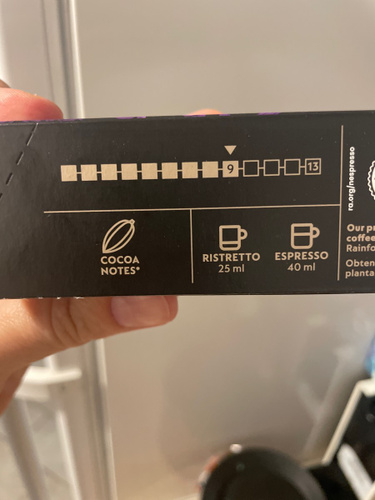 9 13
COCOA
NOTES*
RISTRETTO
25 ml
ESPRESSO
40 ml
ra.org/nespresso
Our pr
coffee
Rainfo
Obten
planta